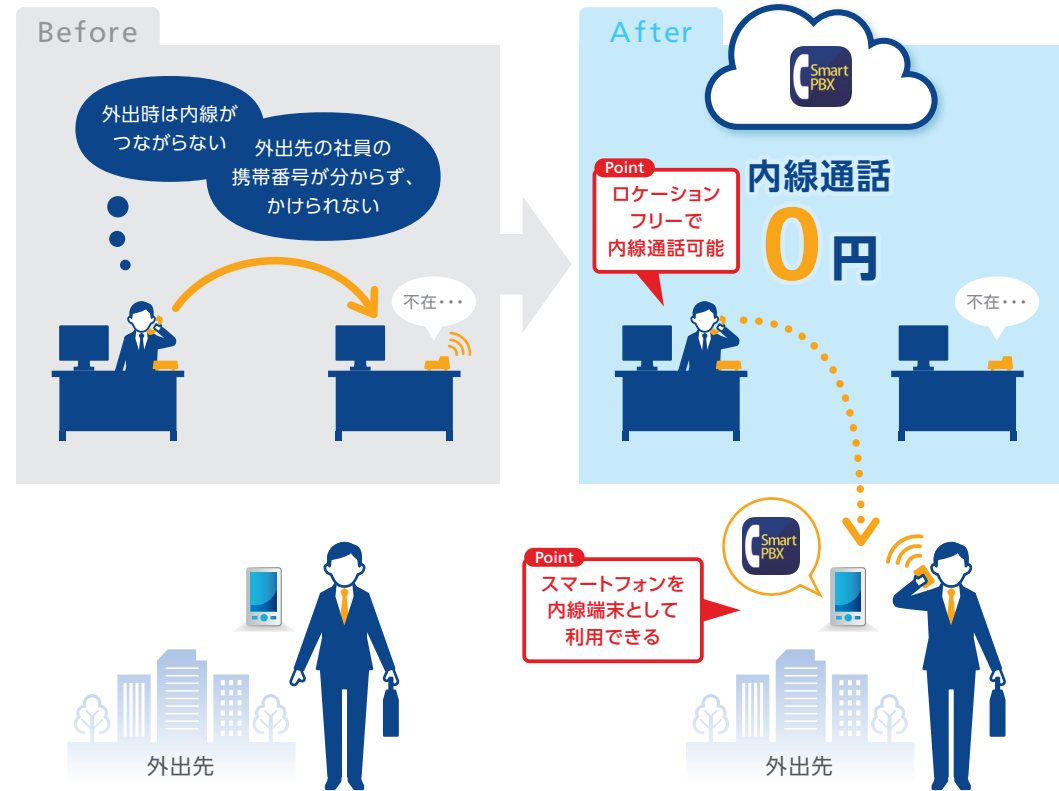 Before
外出時は内線が
つながらない
外出先の社員の
携帯番号が分からず、
かけられない
不在・・・
外出先
After
Smart
PBX
Point
ロケーション
フリーで
内線通話可能
内線通話
0円
不在・・・
Smart
PBX
Point
スマートフォンを
内線端末として
利用できる
外出先